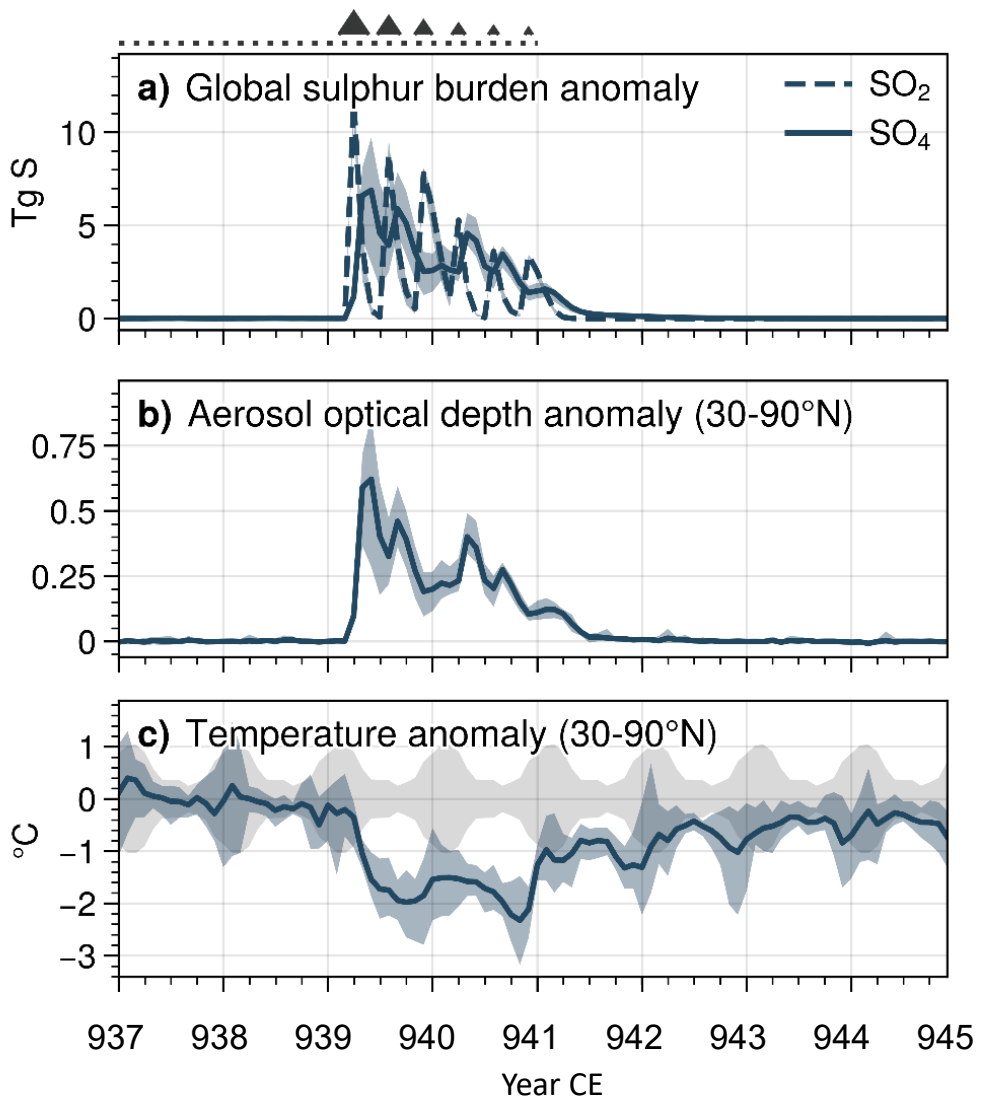 a) Global sulphur burden anomaly
SO₂
SO₄
Tg S
10
5
0
b) Aerosol optical depth anomaly (30-90°N)
0.75
0.5
0.25
0
c) Temperature anomaly (30-90°N)
°C
1
0
−1
−2
−3
937 938 939 940 941 942 943 944 945
Year CE